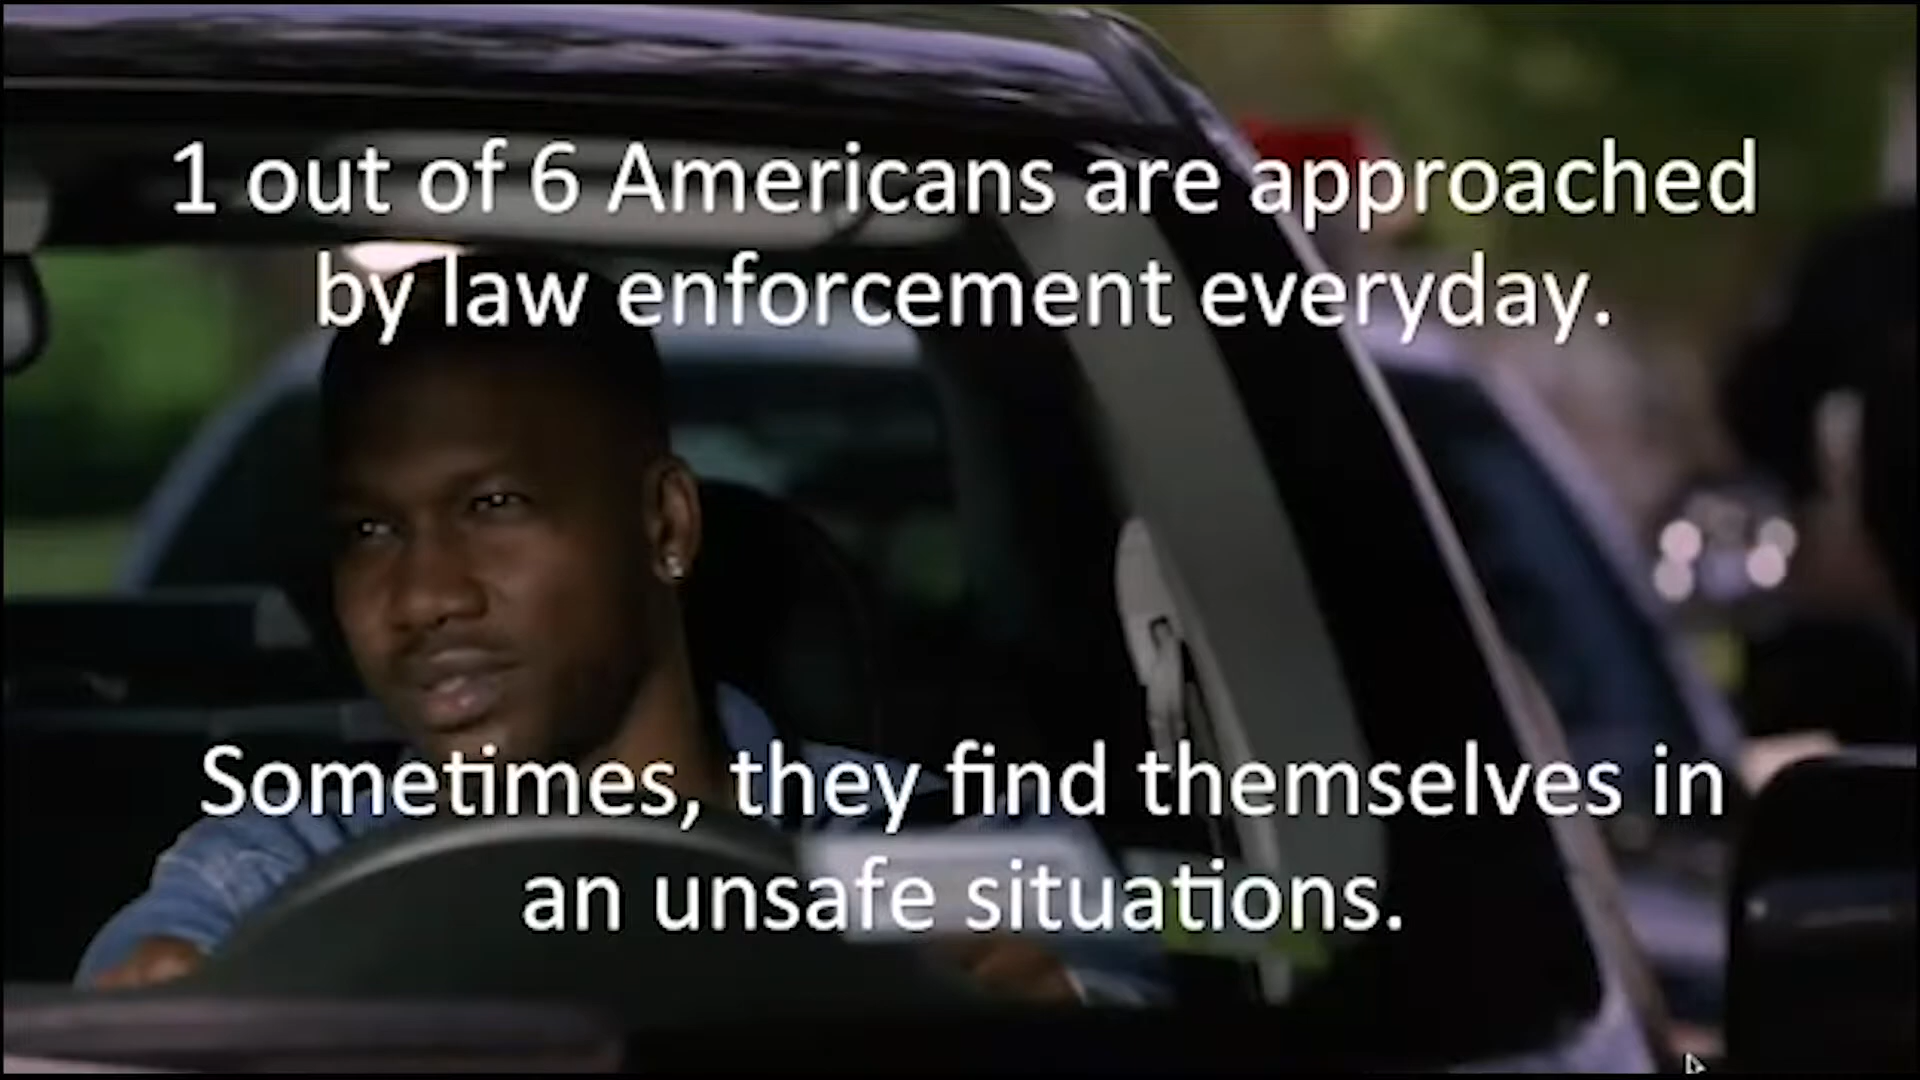 1 out of 6 Americans are approached
by law enforcement everyday.
Sometimes, they find themselves in
an unsafe situations.